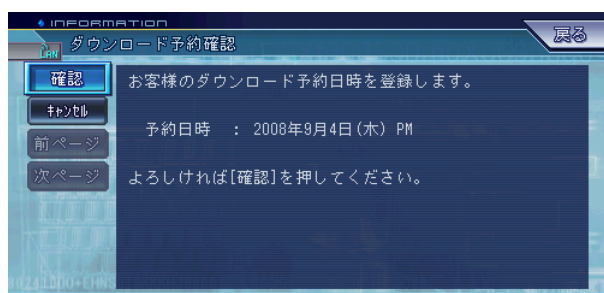 INFORMATION
LAN
ダウンロード予約確認
戻る
確認
キャンセル
前ページ
次ページ
お客様のダウンロード予約日時を登録します。
予約日時 : 2008年9月4日(木) PM
よろしければ[確認]を押してください。